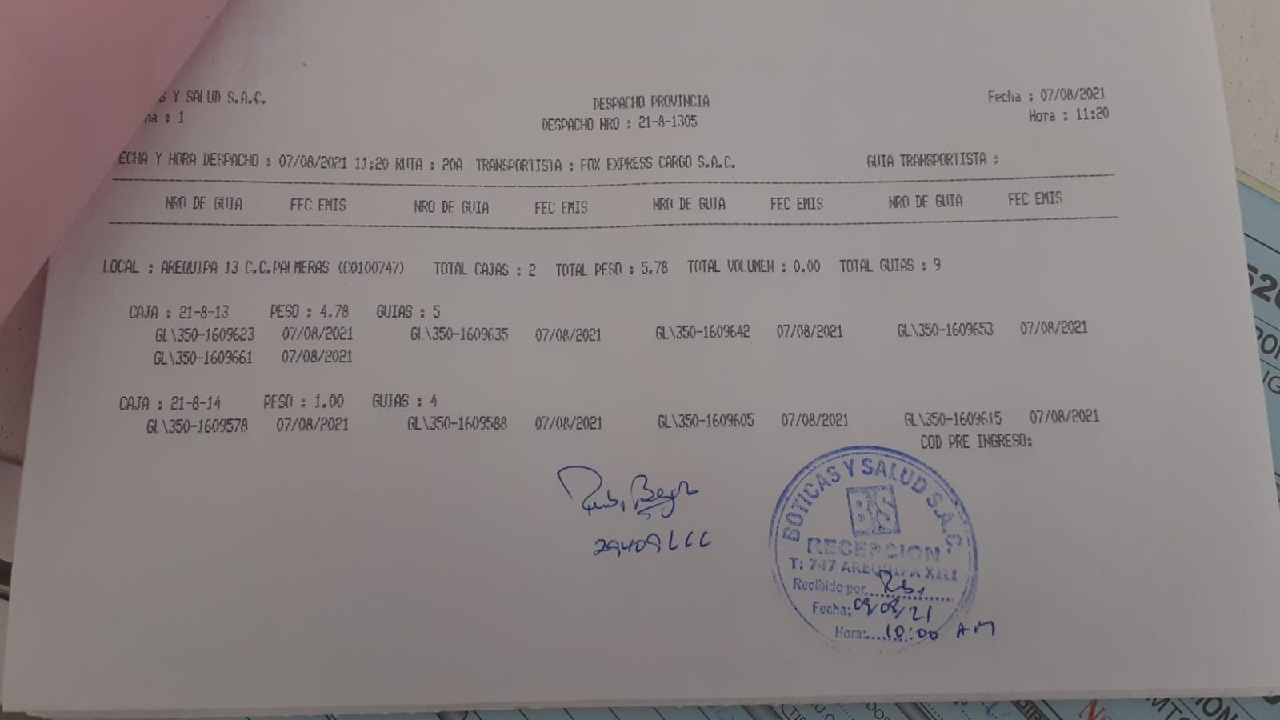 S Y SALUD S.A.C. DESPACHO PROVINCIA Fecha : 07/08/2021
na : 1 DESPACHO NRO : 21-8-1305 Hora : 11:20
ECHA Y HORA DESPACHO : 07/08/2021 11:20 RUTA : 20A TRANSPORTISTA : FOX EXPRESS CARGO S.A.C. GUIA TRANSPORTISTA :
NRO DE GUIA FEC EMIS NRO DE GUIA FEC EMIS NRO DE GUIA FEC EMIS NRO DE GUIA FEC EMIS
LOCAL : AREQUIPA 13 C.C.PALMERAS (C0100747) TOTAL CAJAS : 2 TOTAL PESO : 5.78 TOTAL VOLUMEN : 0.00 TOTAL GUIAS : 9
CAJA : 21-8-13 PESO : 4.78 GUIAS : 5
GL\350-1609623 07/08/2021 GL\350-1609635 07/08/2021 GL\350-1609642 07/08/2021 GL\350-1609653 07/08/2021
GL\350-1609661 07/08/2021
CAJA : 21-8-14 PESO : 1.00 GUIAS : 4
GL\350-1609578 07/08/2021 GL\350-1609588 07/08/2021 GL\350-1609605 07/08/2021 GL\350-1609615 07/08/2021
COD PRE INGRESO:
BOTICAS Y SALUD S.A.C.
BS
RECEPCION
T: 747 AREQUIPA XIII
Recibido por
Fecha: 09/08/21
Hora: 10:00 AM